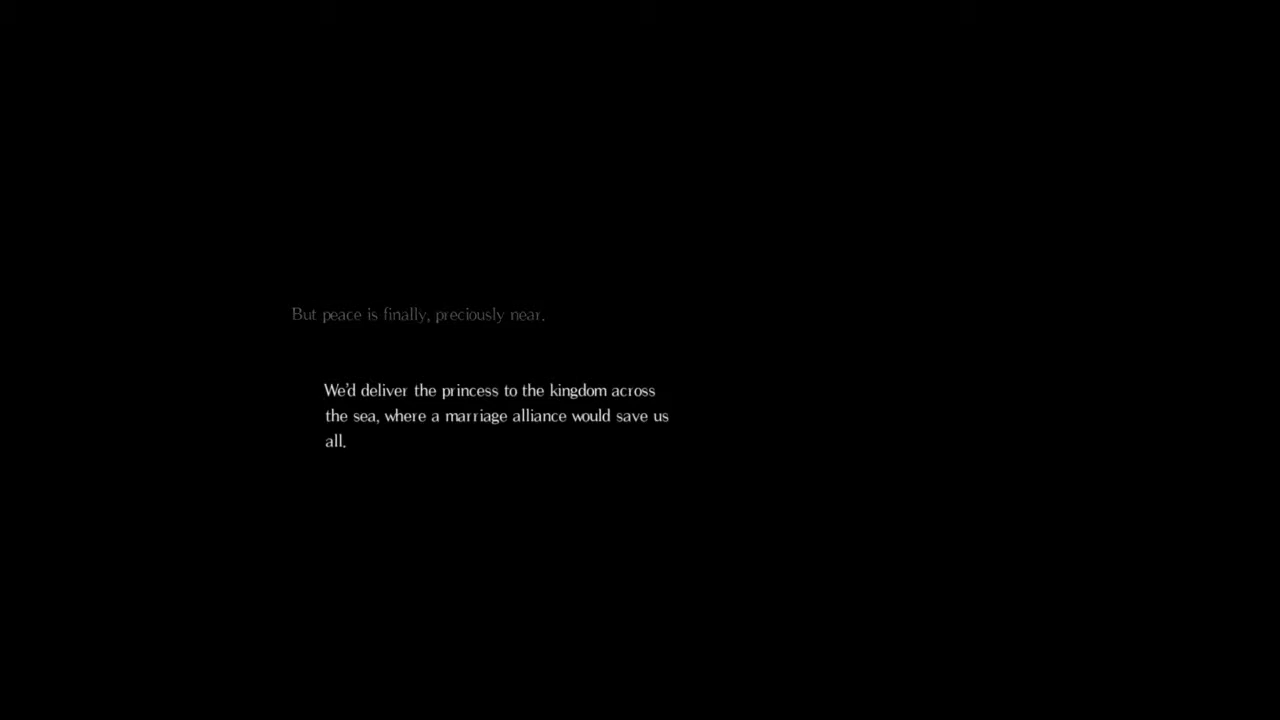 But peace is finally, preciously near.
We'd deliver the princess to the kingdom across
the sea, where a marriage alliance would save us
all.